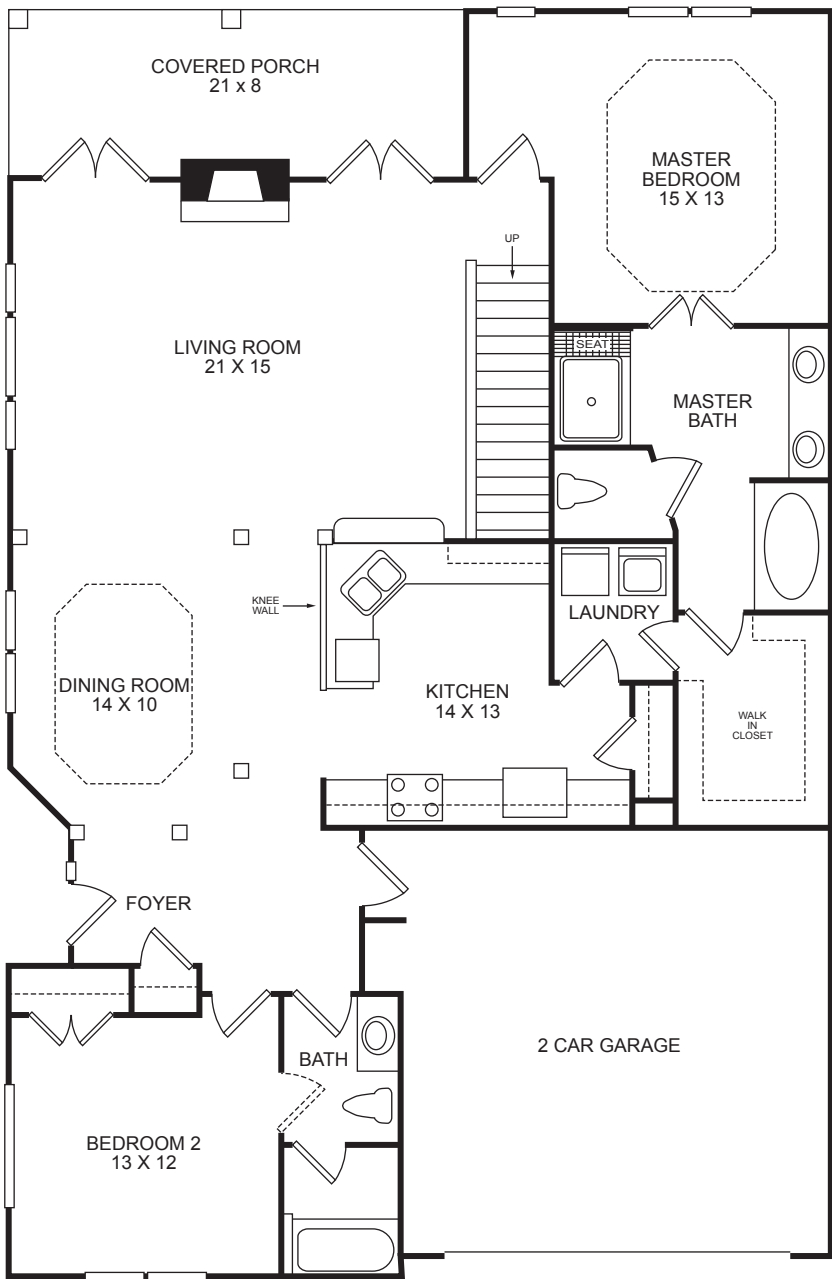 COVERED PORCH
21 x 8
MASTER
BEDROOM
15 X 13
UP
LIVING ROOM
21 X 15
SEAT
MASTER
BATH
KNEE
WALL
LAUNDRY
DINING ROOM
14 X 10
KITCHEN
14 X 13
WALK
IN
CLOSET
FOYER
2 CAR GARAGE
BATH
BEDROOM 2
13 X 12